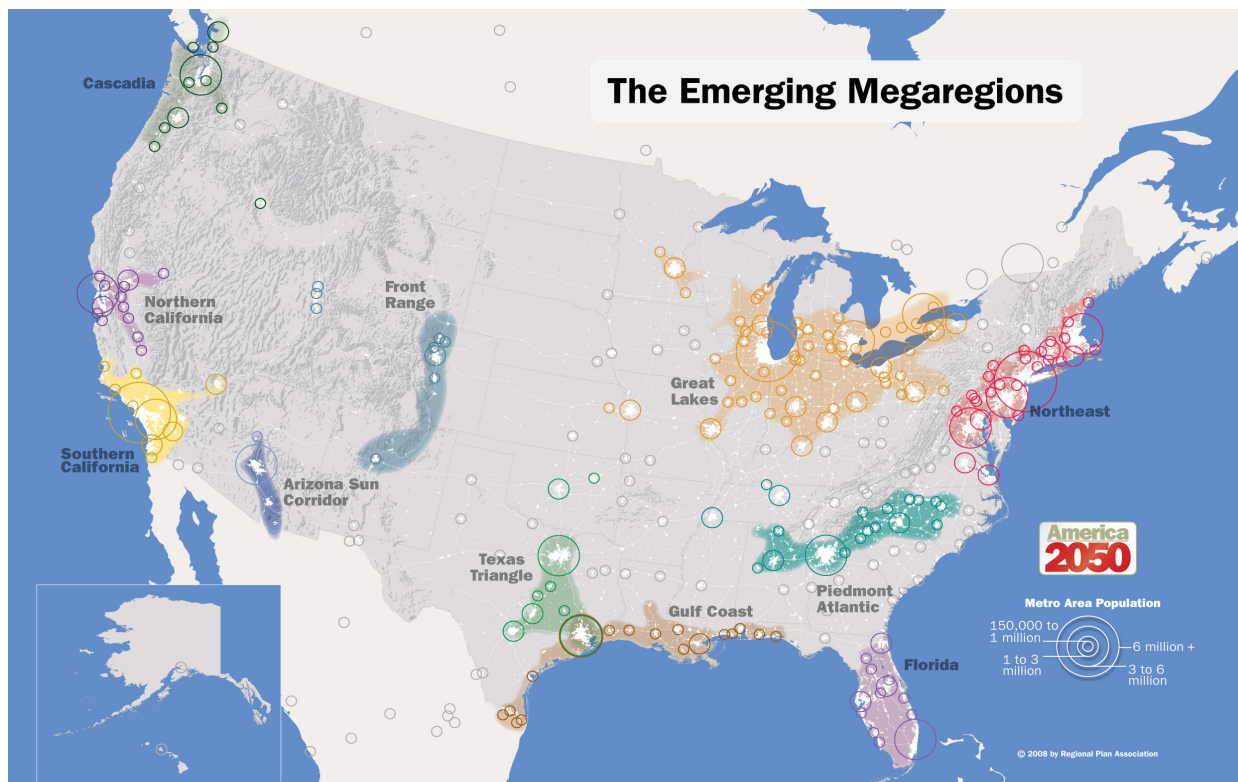 The Emerging Megaregions
Cascadia
Northern
California
Front
Range
Great
Lakes
Northeast
Southern
California
Arizona Sun
Corridor
Texas
Triangle
Gulf Coast
Piedmont
Atlantic
Florida
America
2050
Metro Area Population
150,000 to
1 million
1 to 3
million
6 million +
3 to 6
million
© 2008 by Regional Plan Association